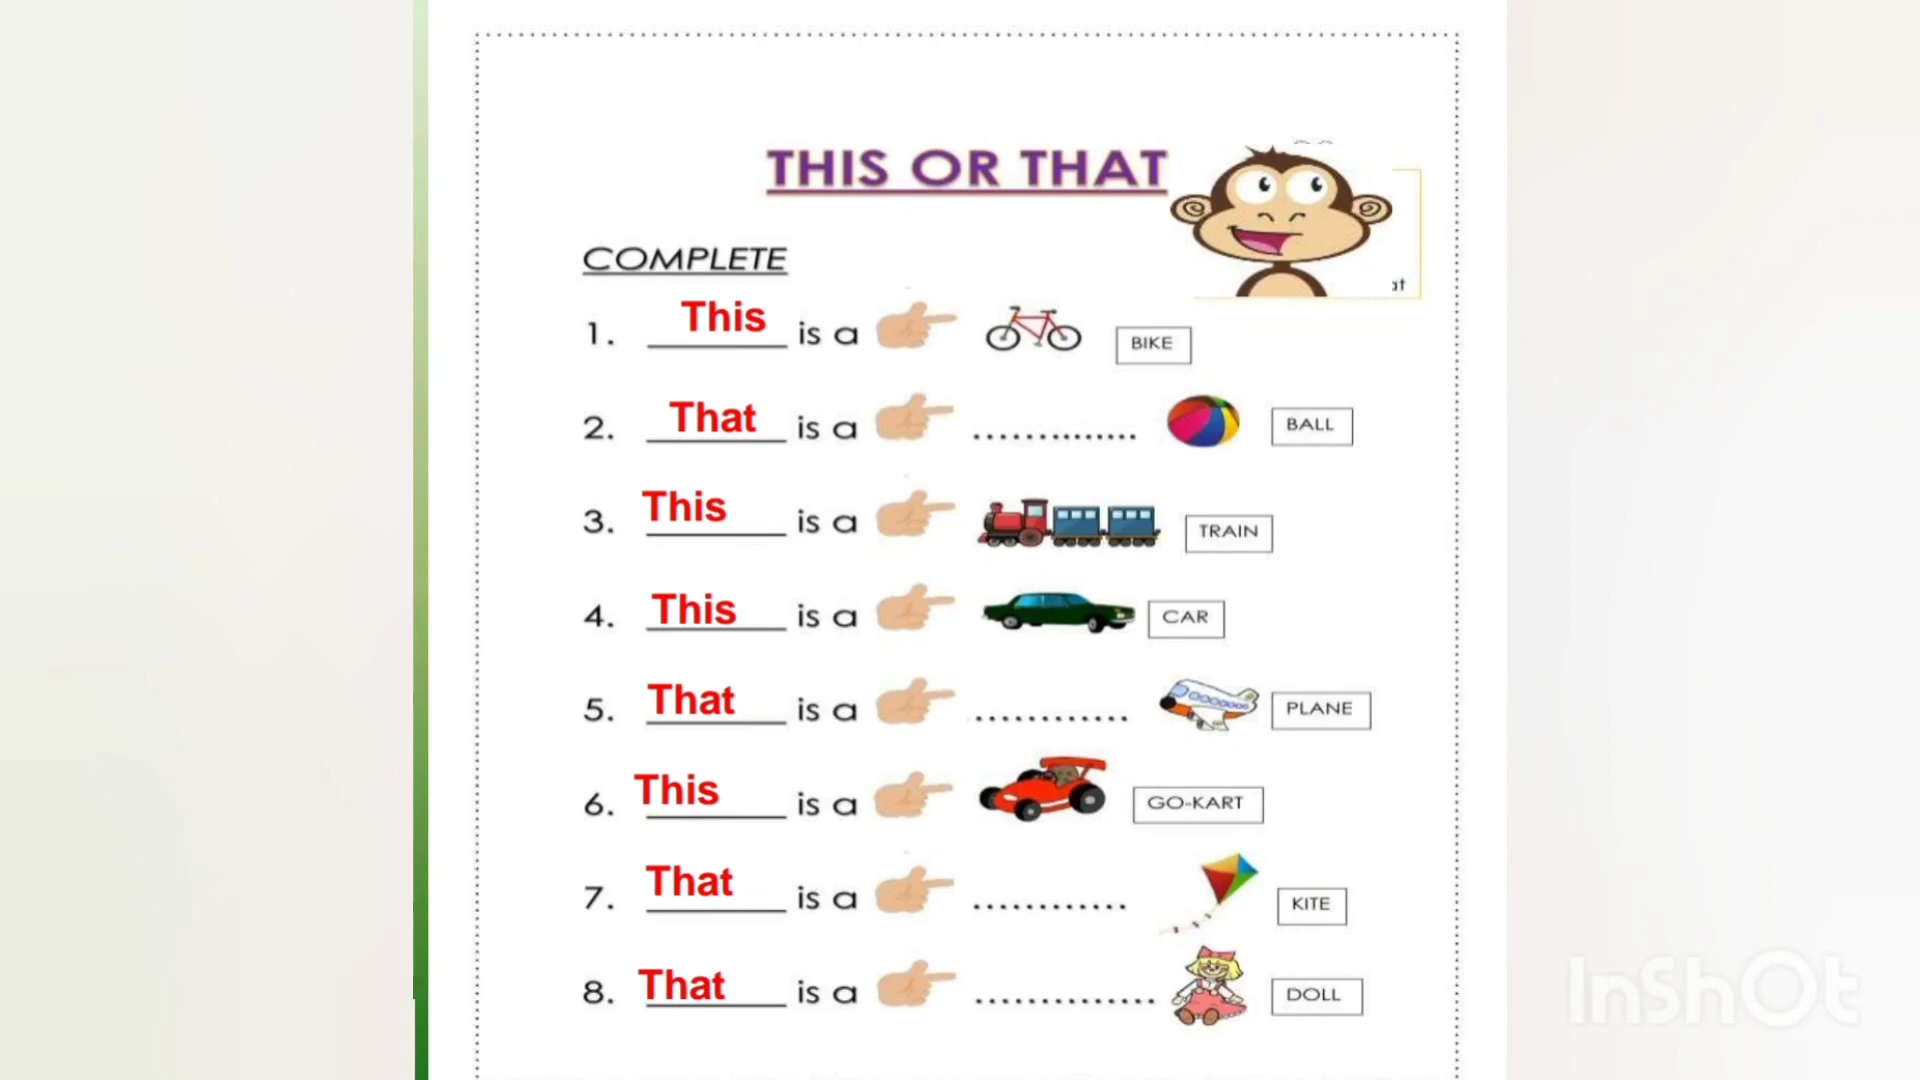 THIS OR THAT
at
COMPLETE
1. This is a BIKE
2. That is a .............. BALL
3. This is a TRAIN
4. This is a CAR
5. That is a ............ PLANE
6. This is a GO-KART
7. That is a ............ KITE
8. That is a .............. DOLL
InShOt